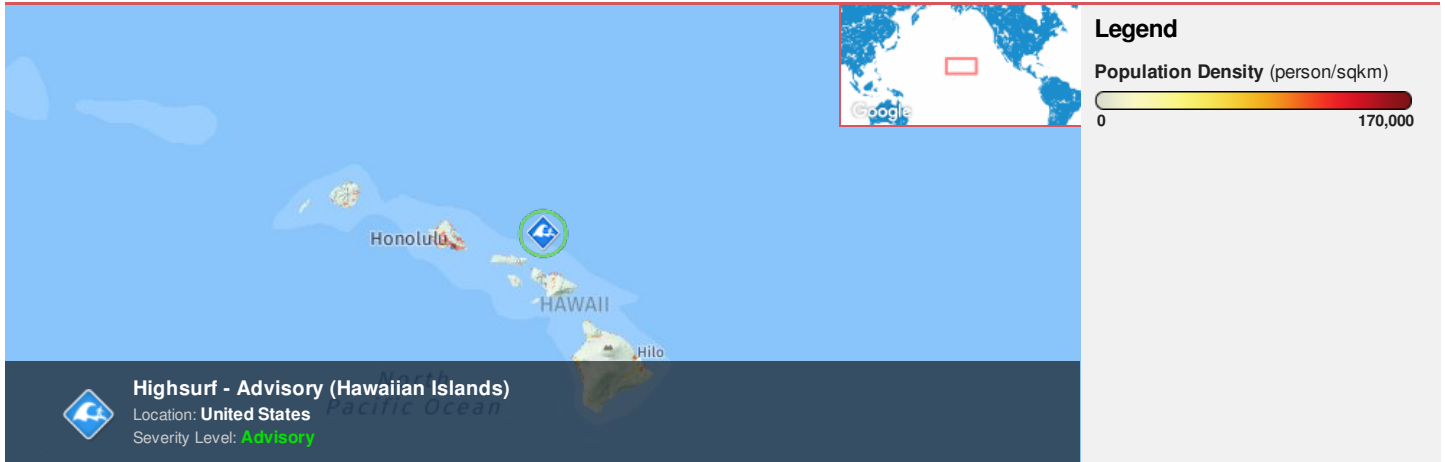 Google
Honolulu
HAWAII
Hilo
North
Pacific Ocean
Highsurf - Advisory (Hawaiian Islands)
Location: United States
Severity Level: Advisory
Legend
Population Density (person/sqkm)
0 170,000